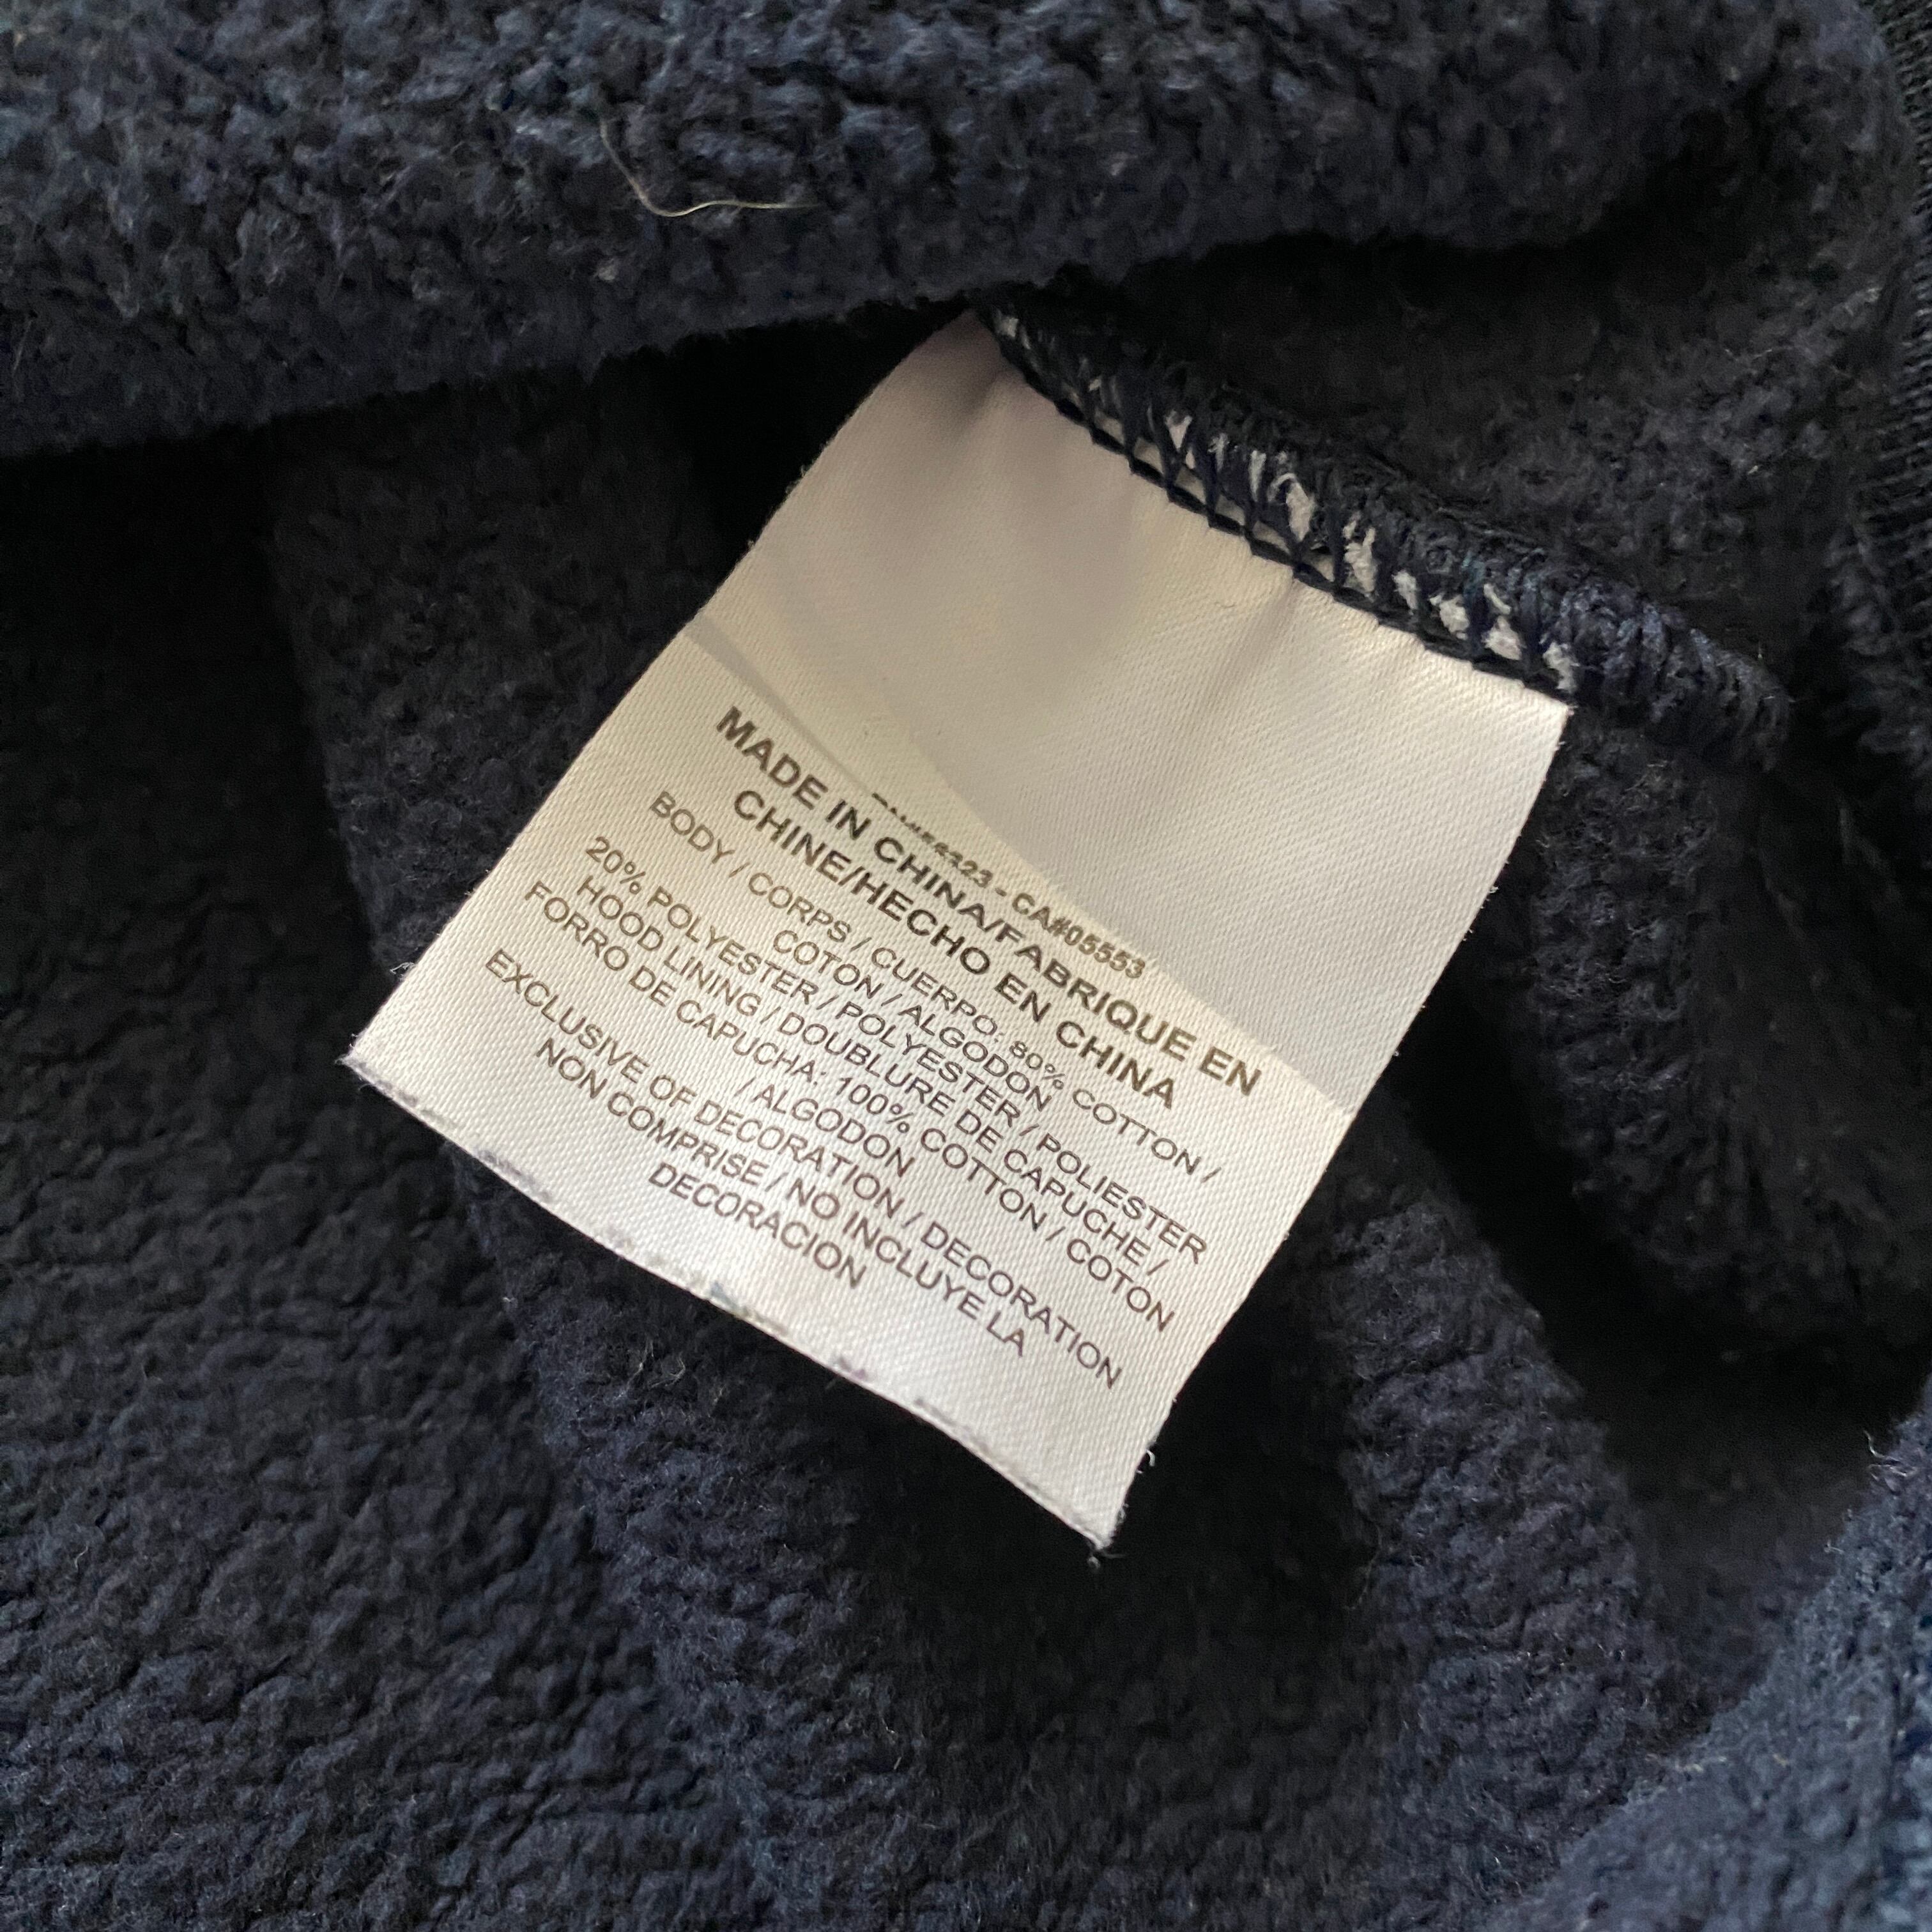 CA#05553
MADE IN CHINA/FABRIQUE EN
CHINE/HECHO EN CHINA
BODY / CORPS / CUERPO: 80% COTTON /
COTON / ALGODON
20% POLYESTER / POLYESTER / POLIESTER
HOOD LINING / DOUBLURE DE CAPUCHE /
FORRO DE CAPUCHA: 100% COTTON / COTON
/ ALGODON
EXCLUSIVE OF DECORATION / DECORATION
NON COMPRISE / NO INCLUYE LA
DECORACION